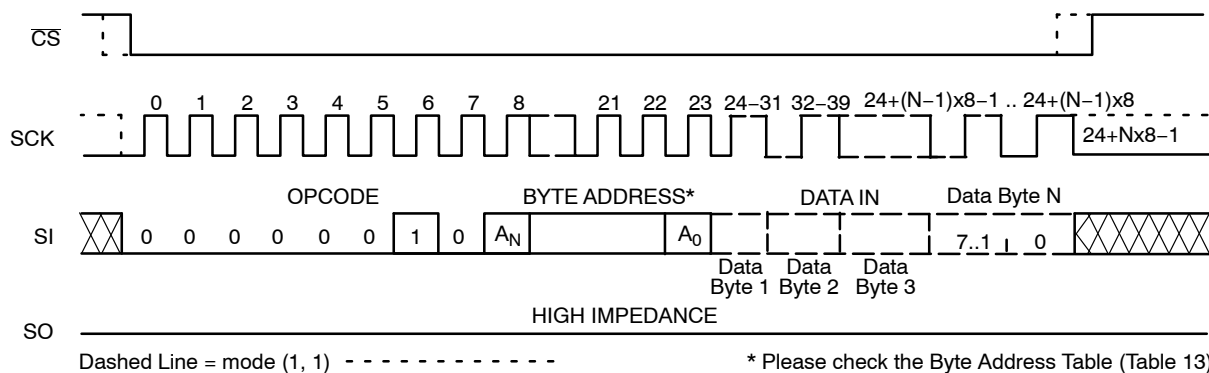 CS
0 1 2 3 4 5 6 7 8 21 22 23 24–31 32–39 24+(N–1)x8–1 .. 24+(N–1)x8
SCK
24+Nx8–1
OPCODE BYTE ADDRESS* DATA IN Data Byte N
SI 0 0 0 0 0 0 1 0 AN A0 7..1 0
Data Byte 1 Data Byte 2 Data Byte 3
HIGH IMPEDANCE
SO
Dashed Line = mode (1, 1) * Please check the Byte Address Table (Table 13)